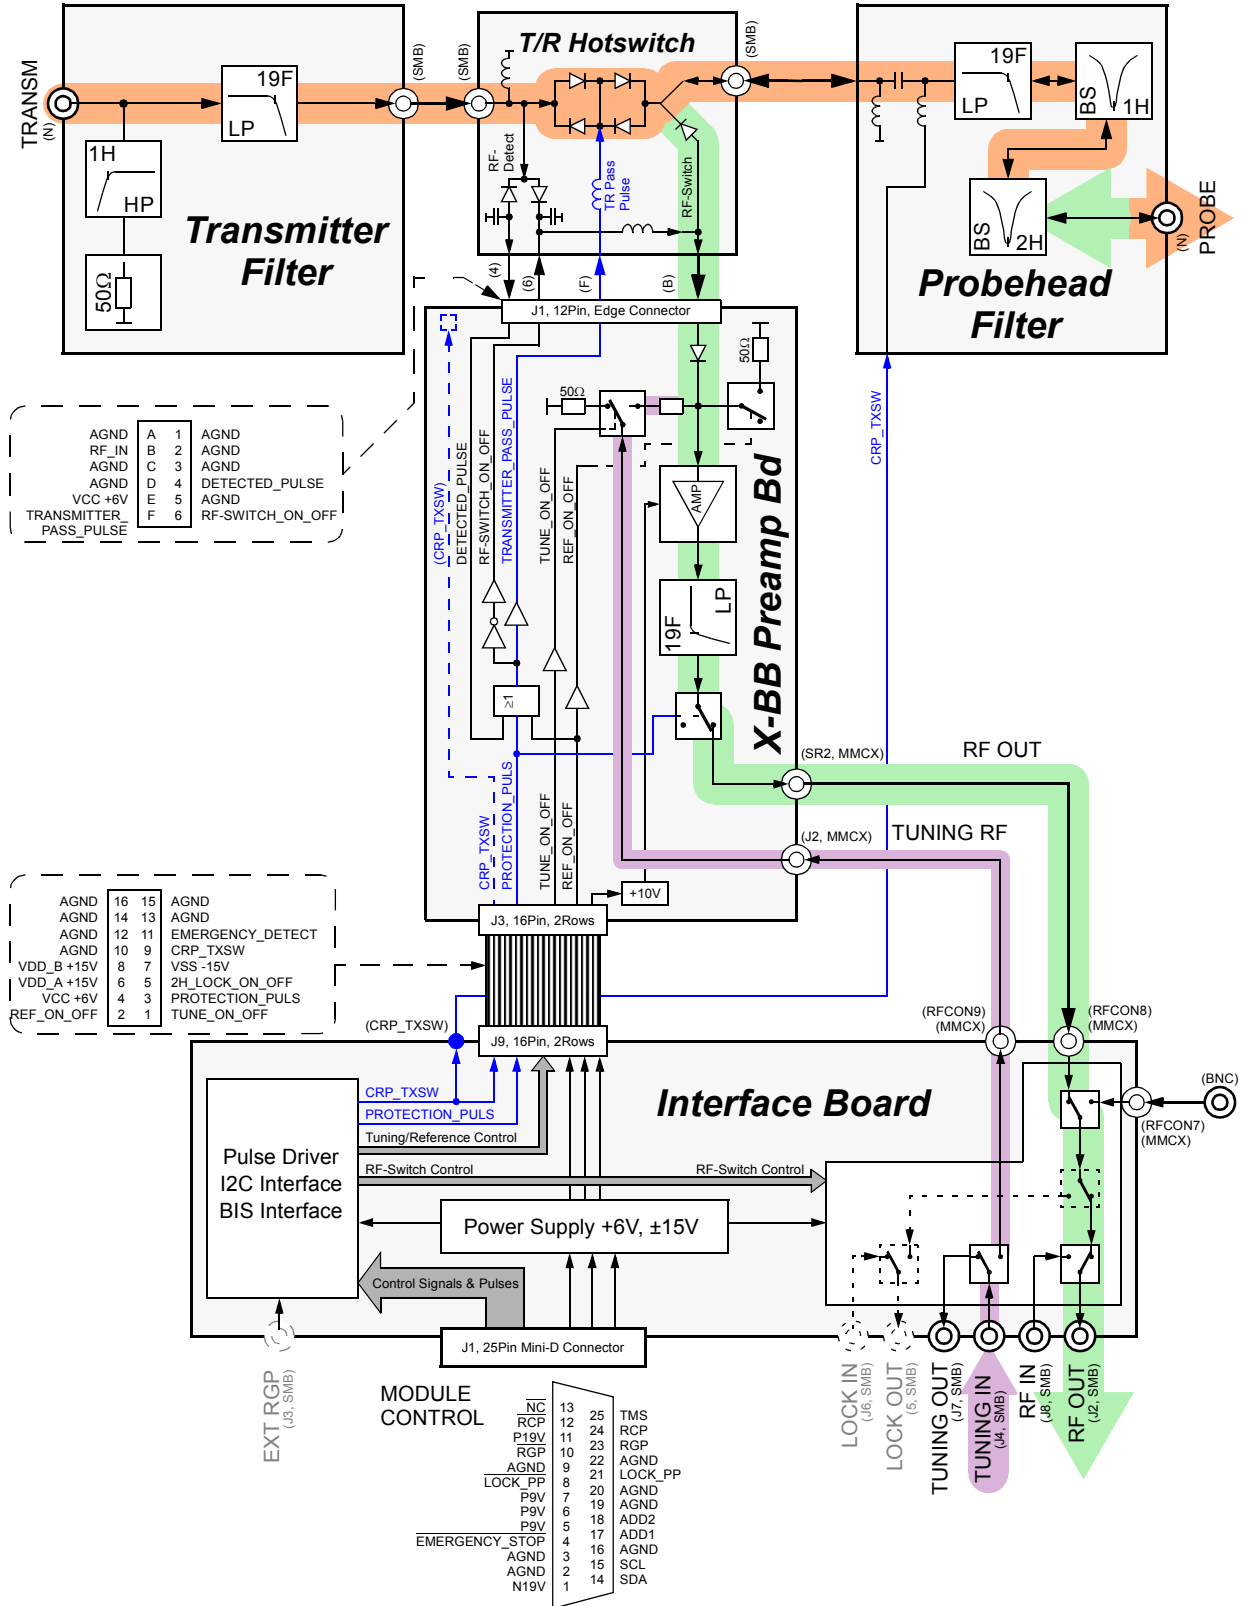 TRANSM
(N)
19F
LP
1H
HP
50Ω
Transmitter
Filter
(SMB)
(SMB)
T/R Hotswitch
RF-
Detect
TR Pass
Pulse
RF-Switch
(SMB)
19F
LP
BS
1H
BS
2H
PROBE
(N)
Probehead
Filter
(4)
(6)
(F)
(B)
J1, 12Pin, Edge Connector
AGND A 1 AGND
RF_IN B 2 AGND
AGND C 3 AGND
AGND D 4 DETECTED_PULSE
VCC +6V E 5 AGND
TRANSMITTER_ F 6 RF-SWITCH_ON_OFF
PASS_PULSE
(CRP_TXSW)
DETECTED_PULSE
RF-SWITCH_ON_OFF
TRANSMITTER_PASS_PULSE
TUNE_ON_OFF
REF_ON_OFF
50Ω
50Ω
AMP
19F
LP
X-BB Preamp Bd
CRP_TXSW
≥1
CRP_TXSW
PROTECTION_PULS
TUNE_ON_OFF
REF_ON_OFF
+10V
(SR2, MMCX)
RF OUT
(J2, MMCX)
TUNING RF
J3, 16Pin, 2Rows
AGND 16 15 AGND
AGND 14 13 AGND
AGND 12 11 EMERGENCY_DETECT
AGND 10 9 CRP_TXSW
VDD_B +15V 8 7 VSS -15V
VDD_A +15V 6 5 2H_LOCK_ON_OFF
VCC +6V 4 3 PROTECTION_PULS
REF_ON_OFF 2 1 TUNE_ON_OFF
(CRP_TXSW)
J9, 16Pin, 2Rows
(RFCON9)
(MMCX)
(RFCON8)
(MMCX)
(BNC)
(RFCON7)
(MMCX)
Interface Board
CRP_TXSW
PROTECTION_PULS
Tuning/Reference Control
RF-Switch Control
RF-Switch Control
Pulse Driver
I2C Interface
BIS Interface
Power Supply +6V, ±15V
Control Signals & Pulses
J1, 25Pin Mini-D Connector
EXT RGP
(J3, SMB)
LOCK IN
(J6, SMB)
LOCK OUT
(5, SMB)
TUNING OUT
(J7, SMB)
TUNING IN
(J4, SMB)
RF IN
(J8, SMB)
RF OUT
(J2, SMB)
MODULE
CONTROL
NC 13
25 TMS
RCP 12
24 RCP
P19V 11
23 RGP
RGP 10
22 AGND
AGND 9
21 LOCK_PP
LOCK_PP 8
20 AGND
P9V 7
19 AGND
P9V 6
18 ADD2
P9V 5
17 ADD1
EMERGENCY_STOP 4
16 AGND
AGND 3
15 SCL
AGND 2
14 SDA
N19V 1